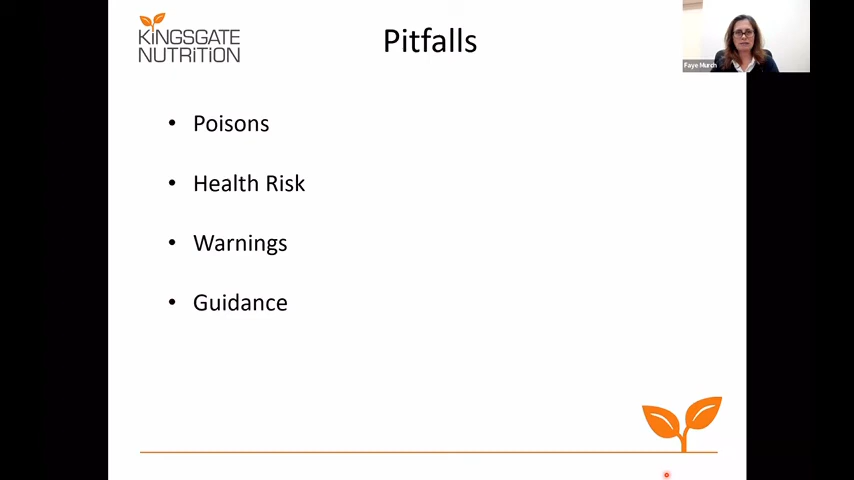 KiNGSGATE
NUTRiTiON
Pitfalls
Faye Murch
• Poisons
• Health Risk
• Warnings
• Guidance